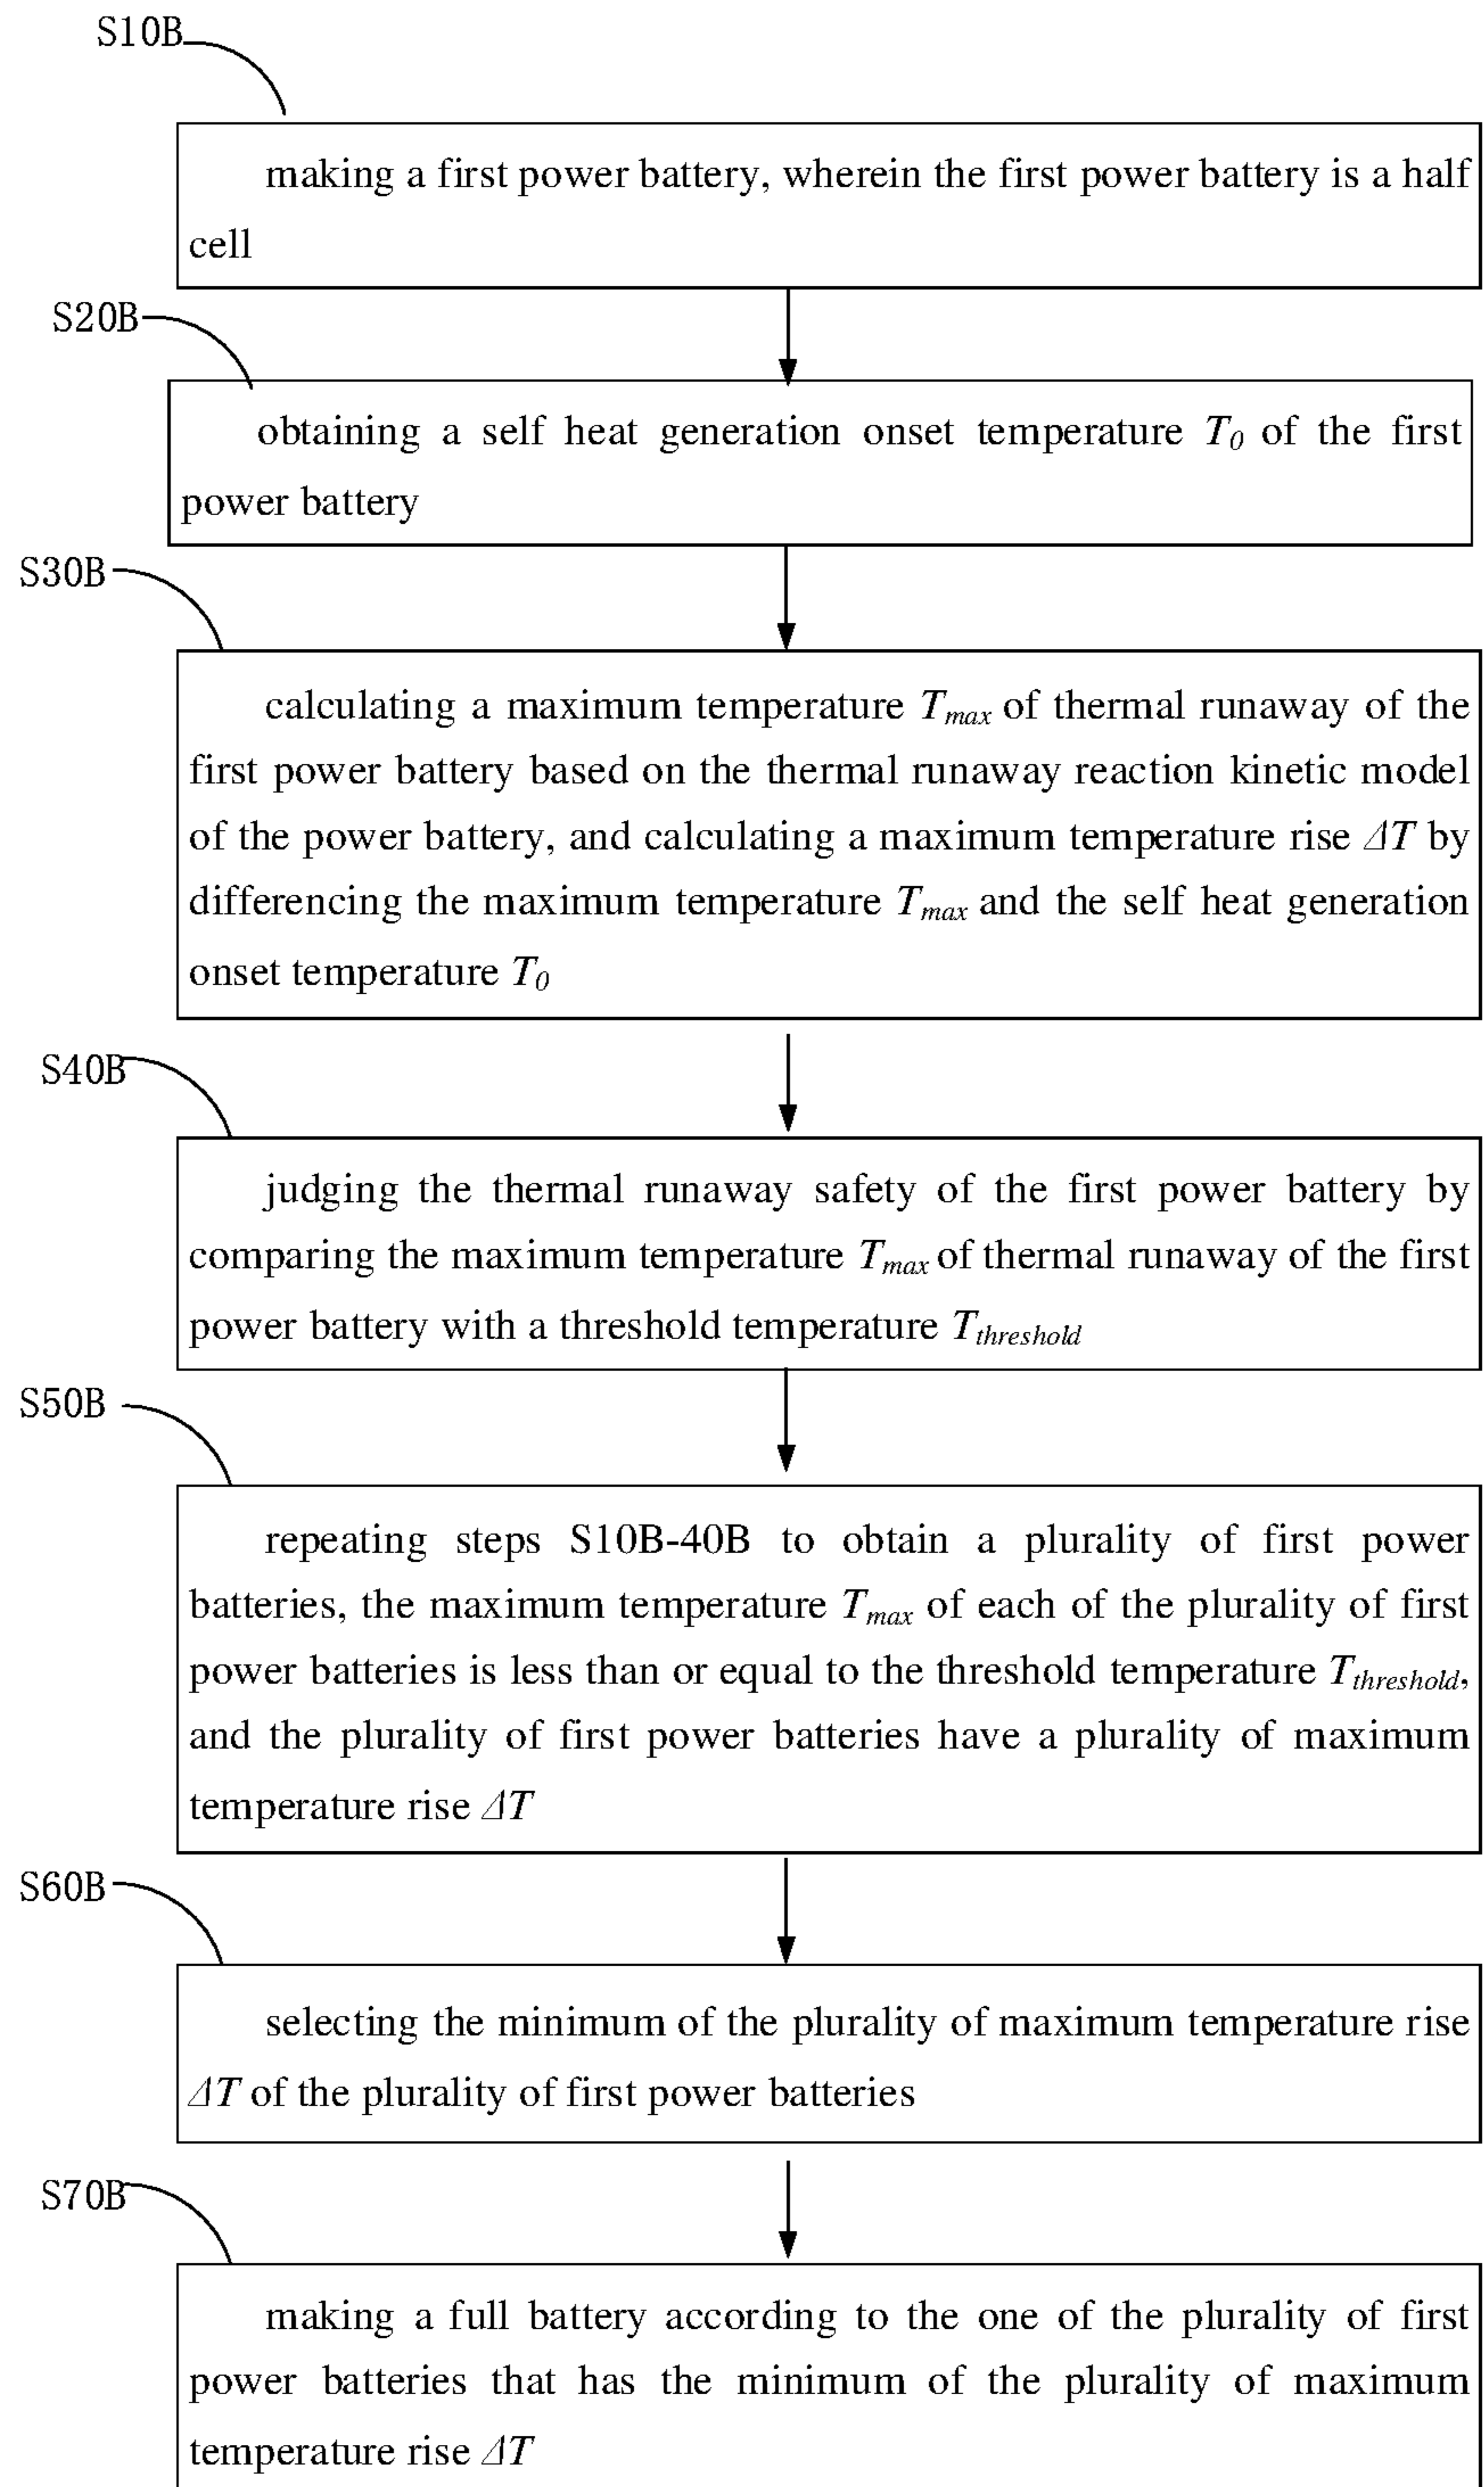 S10B
making a first power battery, wherein the first power battery is a half
cell
S20B
obtaining a self heat generation onset temperature T0 of the first
power battery
S30B
calculating a maximum temperature Tmax of thermal runaway of the
first power battery based on the thermal runaway reaction kinetic model
of the power battery, and calculating a maximum temperature rise ΔT by
differencing the maximum temperature Tmax and the self heat generation
onset temperature T0
S40B
judging the thermal runaway safety of the first power battery by
comparing the maximum temperature Tmax of thermal runaway of the first
power battery with a threshold temperature Tthreshold
S50B
repeating steps S10B-40B to obtain a plurality of first power
batteries, the maximum temperature Tmax of each of the plurality of first
power batteries is less than or equal to the threshold temperature Tthreshold,
and the plurality of first power batteries have a plurality of maximum
temperature rise ΔT
S60B
selecting the minimum of the plurality of maximum temperature rise
ΔT of the plurality of first power batteries
S70B
making a full battery according to the one of the plurality of first
power batteries that has the minimum of the plurality of maximum
temperature rise ΔT